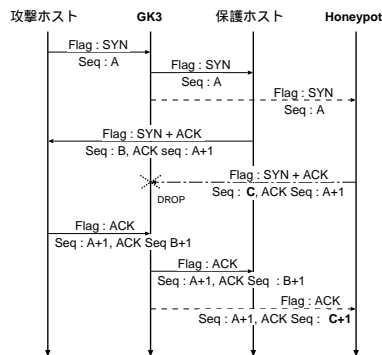 攻撃ホスト GK3 保護ホスト Honeypot
Flag : SYN
Seq : A
Flag : SYN
Seq : A
Flag : SYN
Seq : A
Flag : SYN + ACK
Seq : B, ACK seq : A+1
Flag : SYN + ACK
Seq : C, ACK Seq : A+1
DROP
Flag : ACK
Seq : A+1, ACK Seq B+1
Flag : ACK
Seq : A+1, ACK Seq : B+1
Flag : ACK
Seq : A+1, ACK Seq : C+1